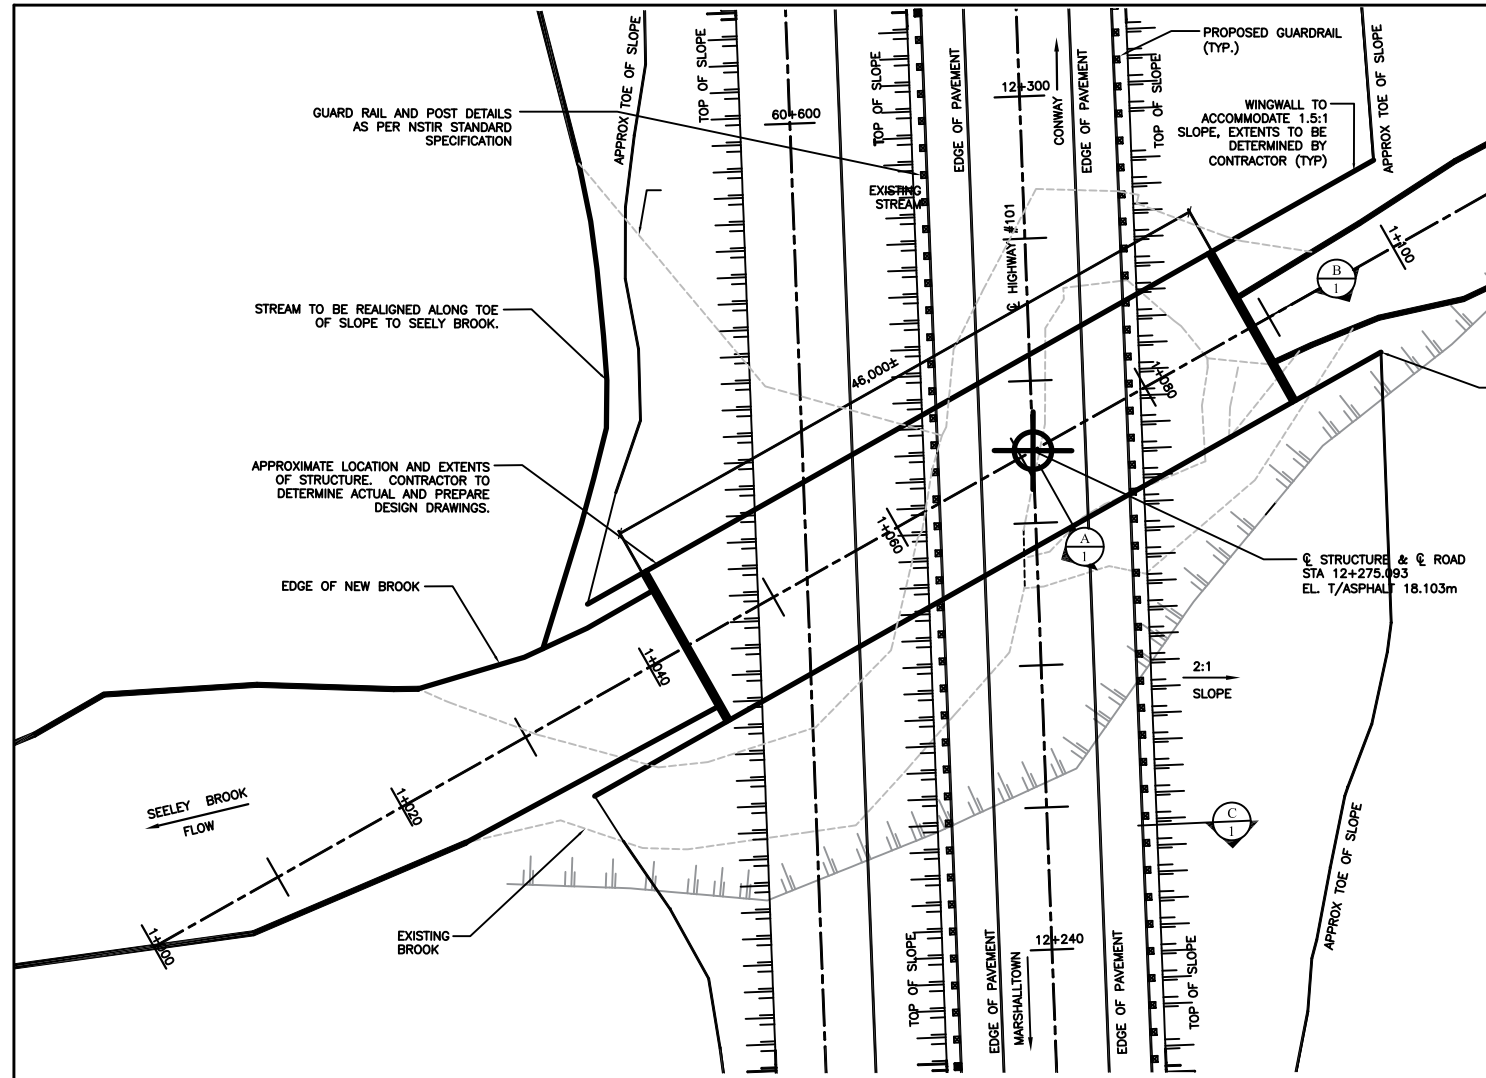 APPROX TOE OF SLOPE
TOP OF SLOPE
TOP OF SLOPE
EDGE OF PAVEMENT
12+300
CONWAY
EDGE OF PAVEMENT
TOP OF SLOPE
PROPOSED GUARDRAIL
(TYP.)
APPROX TOE OF SLOPE
GUARD RAIL AND POST DETAILS
AS PER NSTIR STANDARD
SPECIFICATION
60+600
WINGWALL TO
ACCOMMODATE 1.5:1
SLOPE, EXTENTS TO BE
DETERMINED BY
CONTRACTOR (TYP)
EXISTING
STREAM
℄ HIGHWAY #101
1+100
B
1
STREAM TO BE REALIGNED ALONG TOE
OF SLOPE TO SEELY BROOK.
46,000±
1+080
APPROXIMATE LOCATION AND EXTENTS
OF STRUCTURE. CONTRACTOR TO
DETERMINE ACTUAL AND PREPARE
DESIGN DRAWINGS.
1+060
A
1
℄ STRUCTURE & ℄ ROAD
STA 12+275.093
EL. T/ASPHALT 18.103m
EDGE OF NEW BROOK
1+040
2:1
SLOPE
SEELEY BROOK
FLOW
1+020
C
1
APPROX TOE OF SLOPE
EXISTING
BROOK
1+000
TOP OF SLOPE
EDGE OF PAVEMENT
MARSHALLTOWN
12+240
EDGE OF PAVEMENT
TOP OF SLOPE